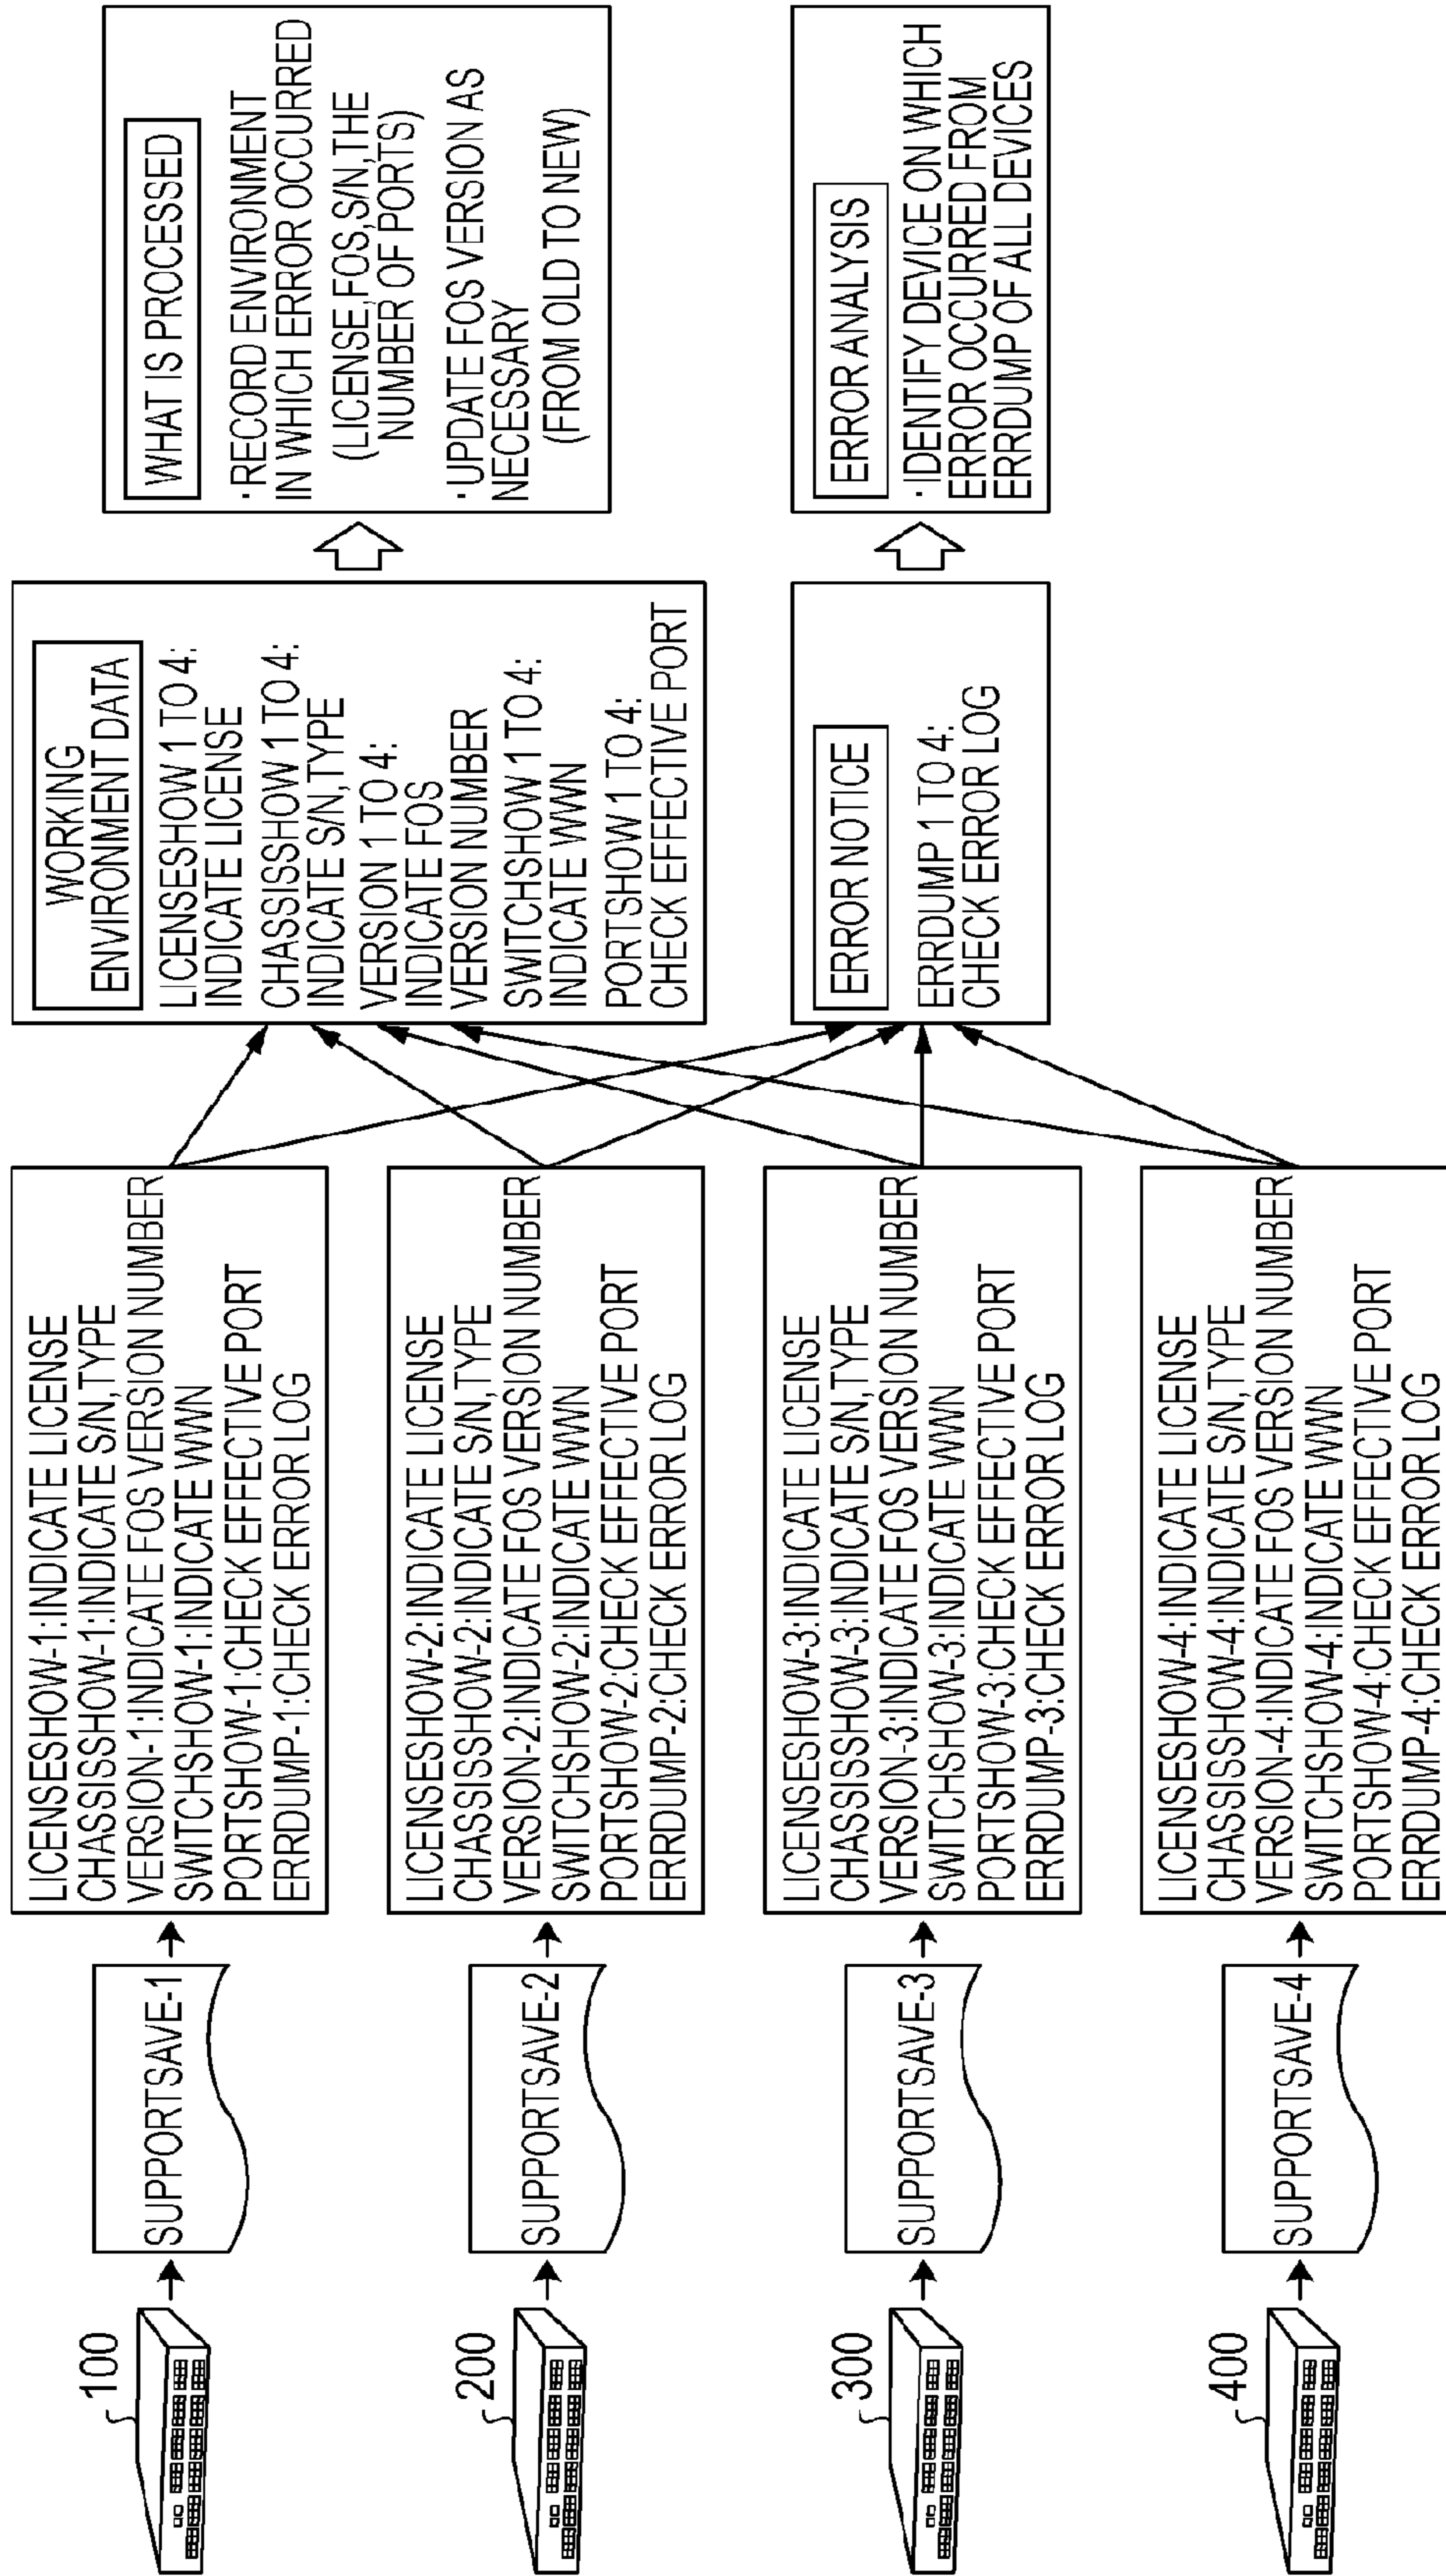 100
SUPPORTSAVE-1
LICENSESHOW-1:INDICATE LICENSE
CHASSISSHOW-1:INDICATE S/N,TYPE
VERSION-1:INDICATE FOS VERSION NUMBER
SWITCHSHOW-1:INDICATE WWN
PORTSHOW-1:CHECK EFFECTIVE PORT
ERRDUMP-1:CHECK ERROR LOG
200
SUPPORTSAVE-2
LICENSESHOW-2:INDICATE LICENSE
CHASSISSHOW-2:INDICATE S/N,TYPE
VERSION-2:INDICATE FOS VERSION NUMBER
SWITCHSHOW-2:INDICATE WWN
PORTSHOW-2:CHECK EFFECTIVE PORT
ERRDUMP-2:CHECK ERROR LOG
300
SUPPORTSAVE-3
LICENSESHOW-3:INDICATE LICENSE
CHASSISSHOW-3:INDICATE S/N,TYPE
VERSION-3:INDICATE FOS VERSION NUMBER
SWITCHSHOW-3:INDICATE WWN
PORTSHOW-3:CHECK EFFECTIVE PORT
ERRDUMP-3:CHECK ERROR LOG
400
SUPPORTSAVE-4
LICENSESHOW-4:INDICATE LICENSE
CHASSISSHOW-4:INDICATE S/N,TYPE
VERSION-4:INDICATE FOS VERSION NUMBER
SWITCHSHOW-4:INDICATE WWN
PORTSHOW-4:CHECK EFFECTIVE PORT
ERRDUMP-4:CHECK ERROR LOG
WORKING
ENVIRONMENT DATA
LICENSESHOW 1 TO 4:
INDICATE LICENSE
CHASSISSHOW 1 TO 4:
INDICATE S/N,TYPE
VERSION 1 TO 4:
INDICATE FOS
VERSION NUMBER
SWITCHSHOW 1 TO 4:
INDICATE WWN
PORTSHOW 1 TO 4:
CHECK EFFECTIVE PORT
ERROR NOTICE
ERRDUMP 1 TO 4:
CHECK ERROR LOG
WHAT IS PROCESSED
·RECORD ENVIRONMENT
IN WHICH ERROR OCCURRED
(LICENSE,FOS,S/N,THE
NUMBER OF PORTS)
·UPDATE FOS VERSION AS
NECESSARY
(FROM OLD TO NEW)
ERROR ANALYSIS
·IDENTIFY DEVICE ON WHICH
ERROR OCCURRED FROM
ERRDUMP OF ALL DEVICES